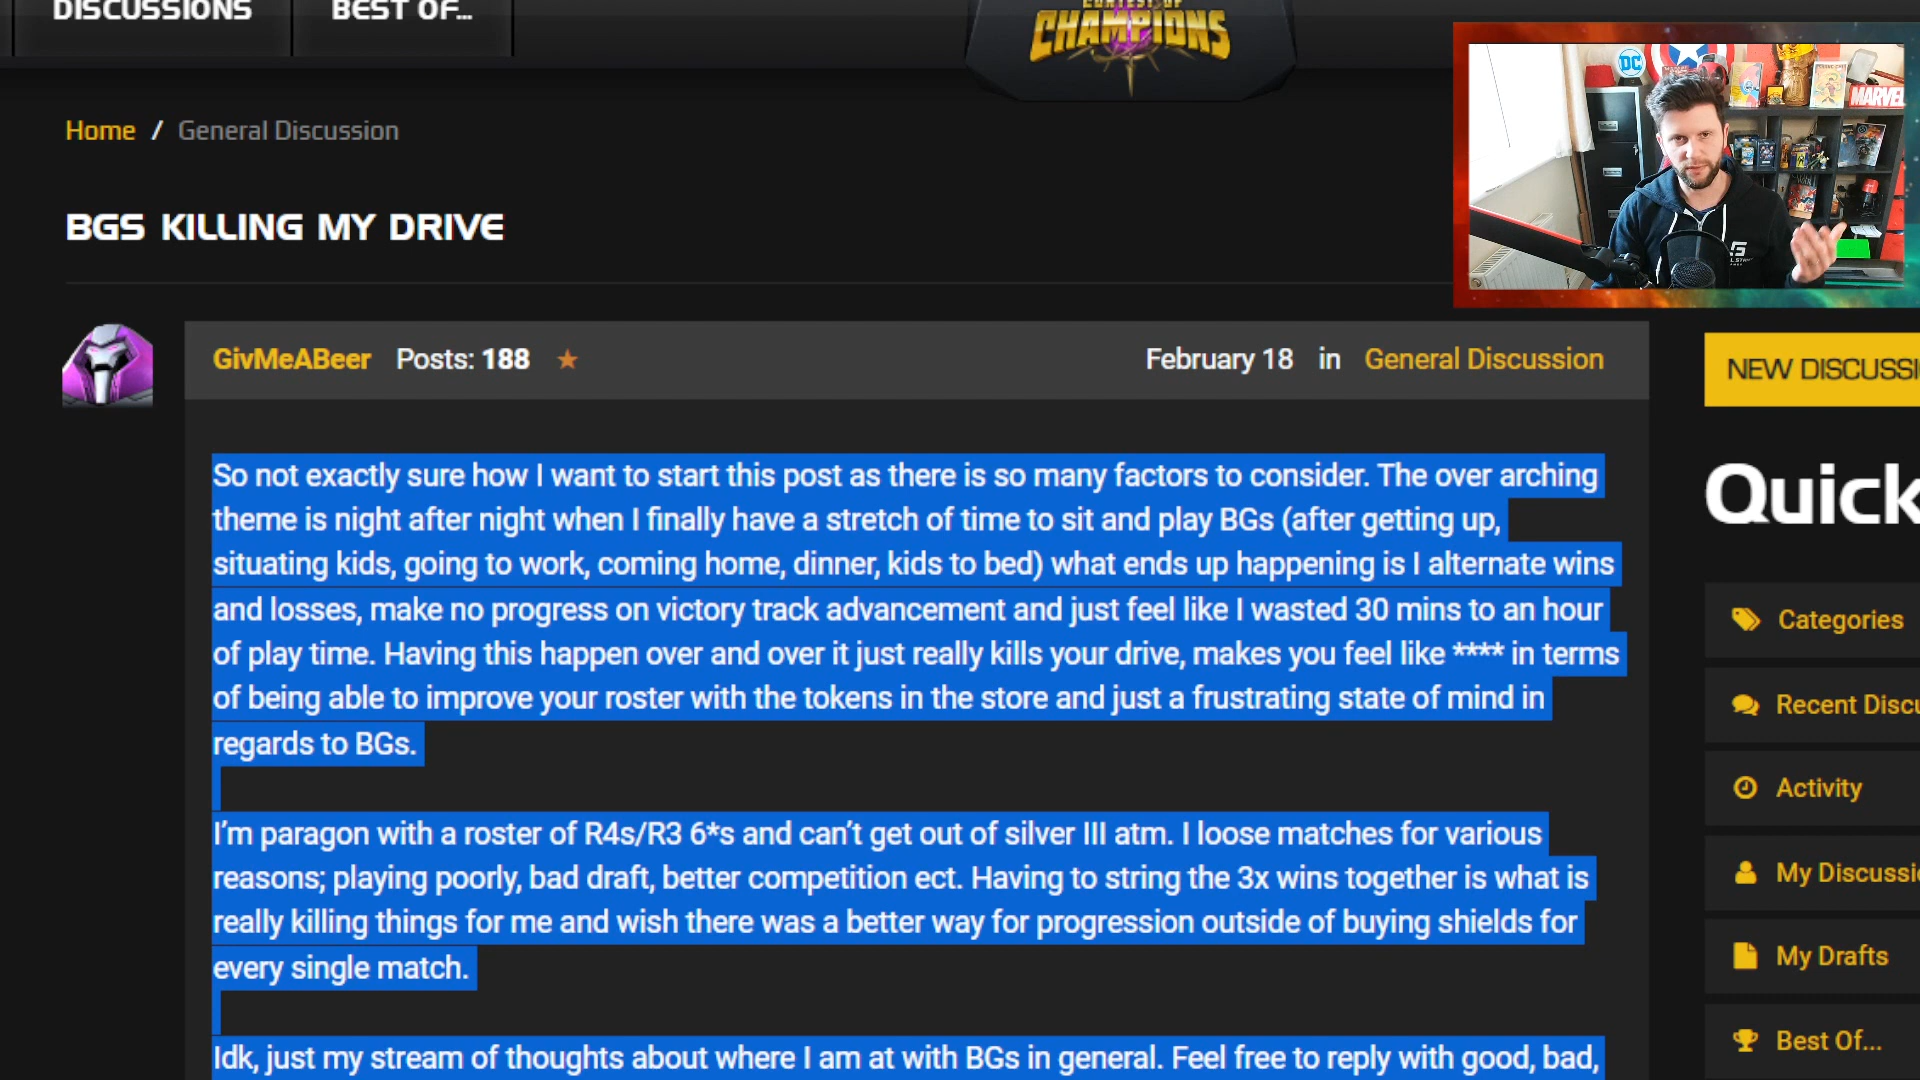 DISCUSSIONS
BEST OF...
CONTEST OF
CHAMPIONS
Home / General Discussion
DC
MARVEL
BGS KILLING MY DRIVE
GivMeABeer Posts: 188 ★ February 18 in General Discussion
NEW DISCUSSI
So not exactly sure how I want to start this post as there is so many factors to consider. The over arching
theme is night after night when I finally have a stretch of time to sit and play BGs (after getting up,
situating kids, going to work, coming home, dinner, kids to bed) what ends up happening is I alternate wins
and losses, make no progress on victory track advancement and just feel like I wasted 30 mins to an hour
of play time. Having this happen over and over it just really kills your drive, makes you feel like **** in terms
of being able to improve your roster with the tokens in the store and just a frustrating state of mind in
regards to BGs.
I’m paragon with a roster of R4s/R3 6*s and can’t get out of silver III atm. I loose matches for various
reasons; playing poorly, bad draft, better competition ect. Having to string the 3x wins together is what is
really killing things for me and wish there was a better way for progression outside of buying shields for
every single match.
Idk, just my stream of thoughts about where I am at with BGs in general. Feel free to reply with good, bad,
Quick
Categories
Recent Discu
Activity
My Discussio
My Drafts
Best Of...